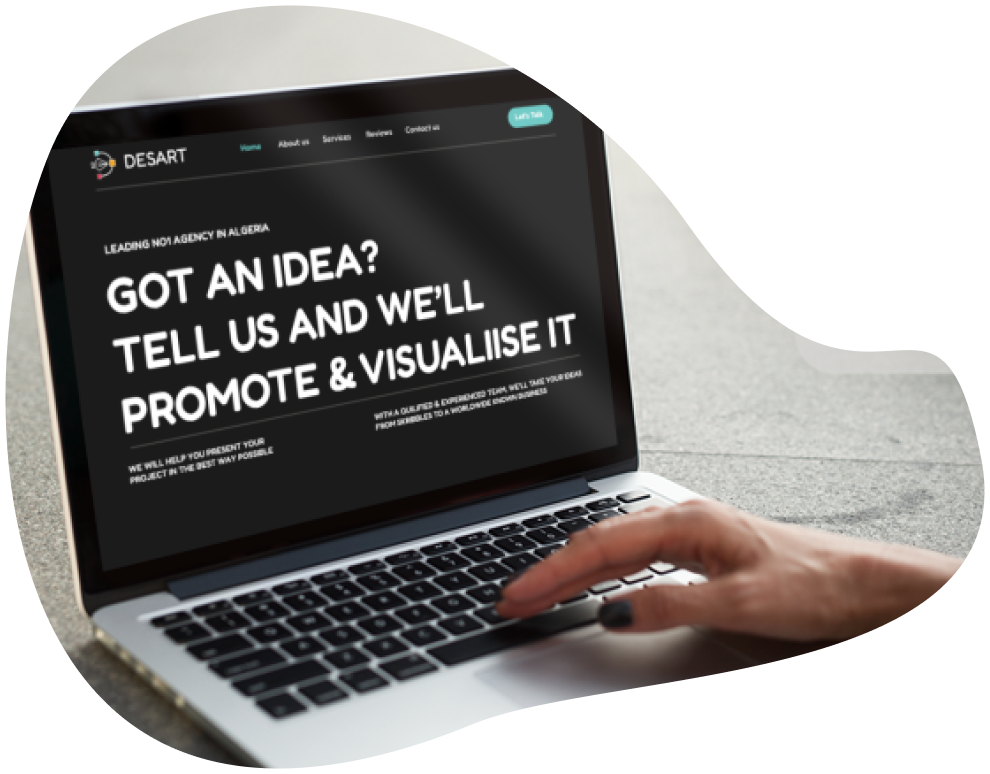 DESART
Home About us Services Reviews Contact us Let's Talk
LEADING NO1 AGENCY IN ALGERIA
GOT AN IDEA?
TELL US AND WE'LL
PROMOTE & VISUALIISE IT
WE WILL HELP YOU PRESENT YOUR
PROJECT IN THE BEST WAY POSSIBLE
WITH A QULIFIED & EXPERIENCED TEAM, WE'LL TAKE YOUR IDEAS
FROM SKRIBBLES TO A WORLDWIDE KNOWN BUSINESS